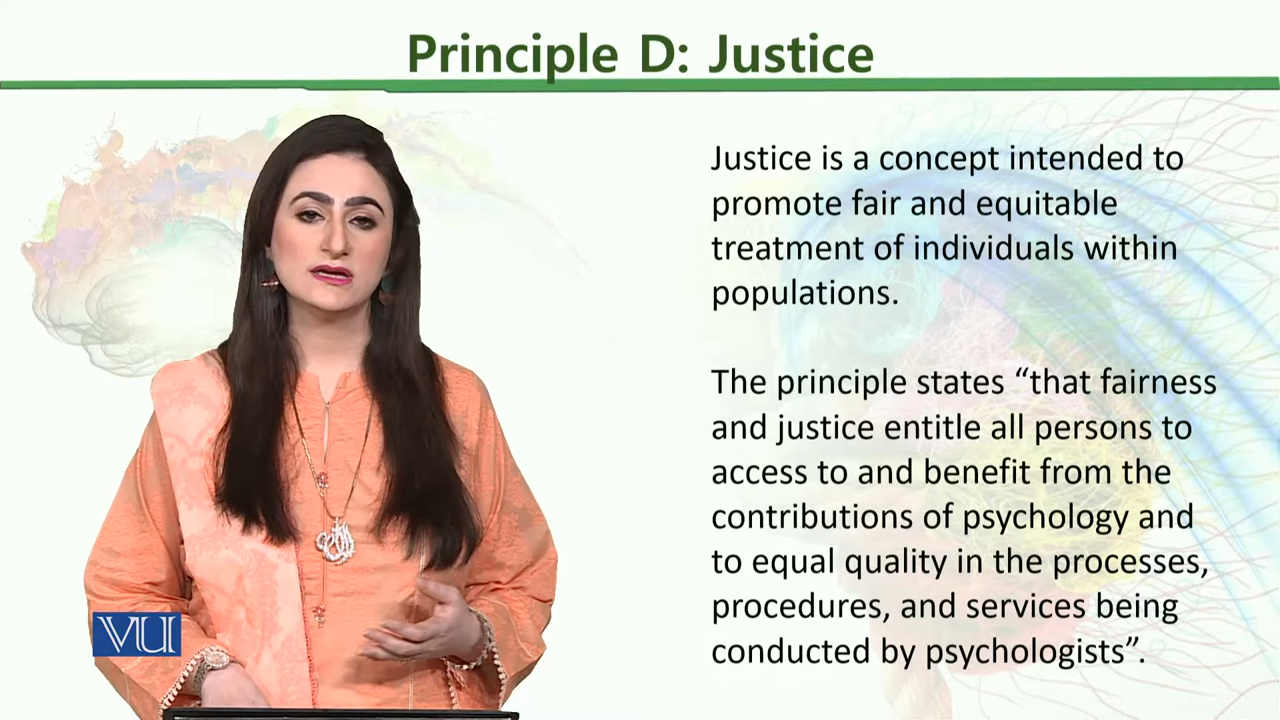 Principle D: Justice
Justice is a concept intended to
promote fair and equitable
treatment of individuals within
populations.
The principle states “that fairness
and justice entitle all persons to
access to and benefit from the
contributions of psychology and
to equal quality in the processes,
procedures, and services being
conducted by psychologists”.
VU